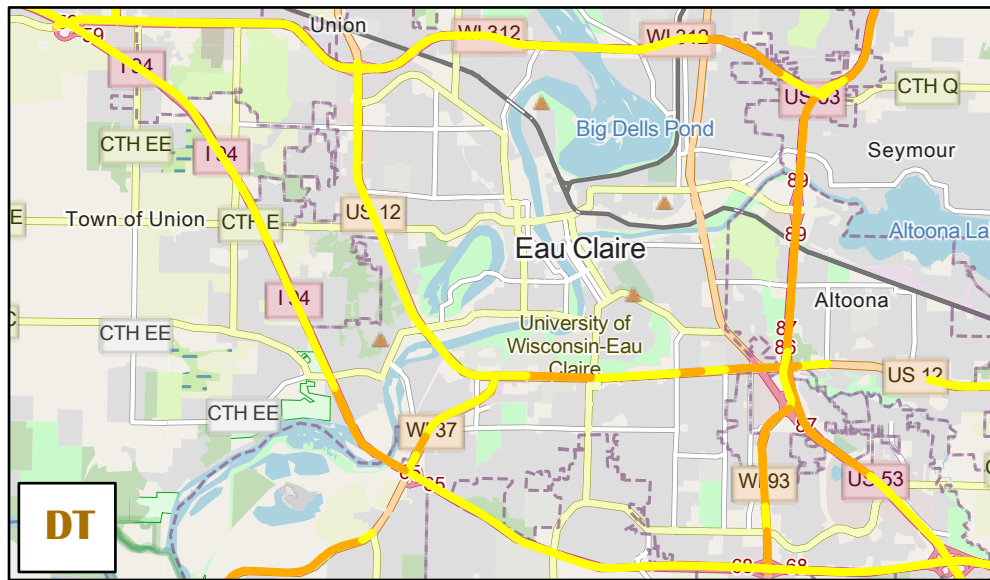 Union
WI 312
WI 312
59
I 94
US 53
CTH Q
Big Dells Pond
CTH EE
I 94
Seymour
89
Town of Union
CTH E
US 12
E
89
Altoona La
Eau Claire
I 94
Altoona
University of
Wisconsin-Eau
Claire
87
86
C
CTH EE
US 12
CTH EE
WI 37
87
65
65
WI 93
US 53
C
DT
68
68